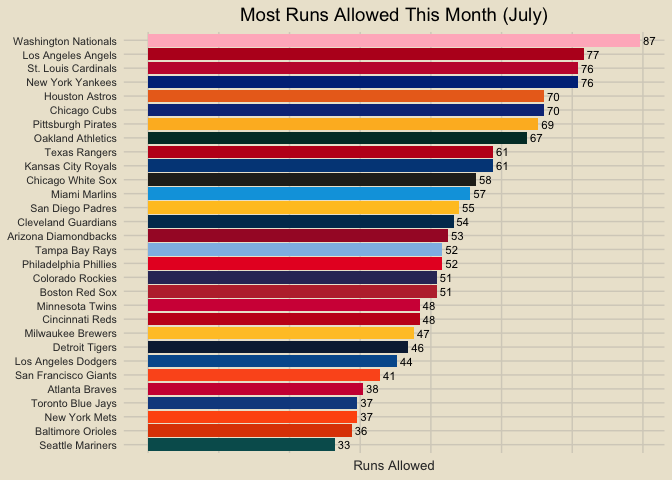 Most Runs Allowed This Month (July)
Washington Nationals 87
Los Angeles Angels 77
St. Louis Cardinals 76
New York Yankees 76
Houston Astros 70
Chicago Cubs 70
Pittsburgh Pirates 69
Oakland Athletics 67
Texas Rangers 61
Kansas City Royals 61
Chicago White Sox 58
Miami Marlins 57
San Diego Padres 55
Cleveland Guardians 54
Arizona Diamondbacks 53
Tampa Bay Rays 52
Philadelphia Phillies 52
Colorado Rockies 51
Boston Red Sox 51
Minnesota Twins 48
Cincinnati Reds 48
Milwaukee Brewers 47
Detroit Tigers 46
Los Angeles Dodgers 44
San Francisco Giants 41
Atlanta Braves 38
Toronto Blue Jays 37
New York Mets 37
Baltimore Orioles 36
Seattle Mariners 33
Runs Allowed